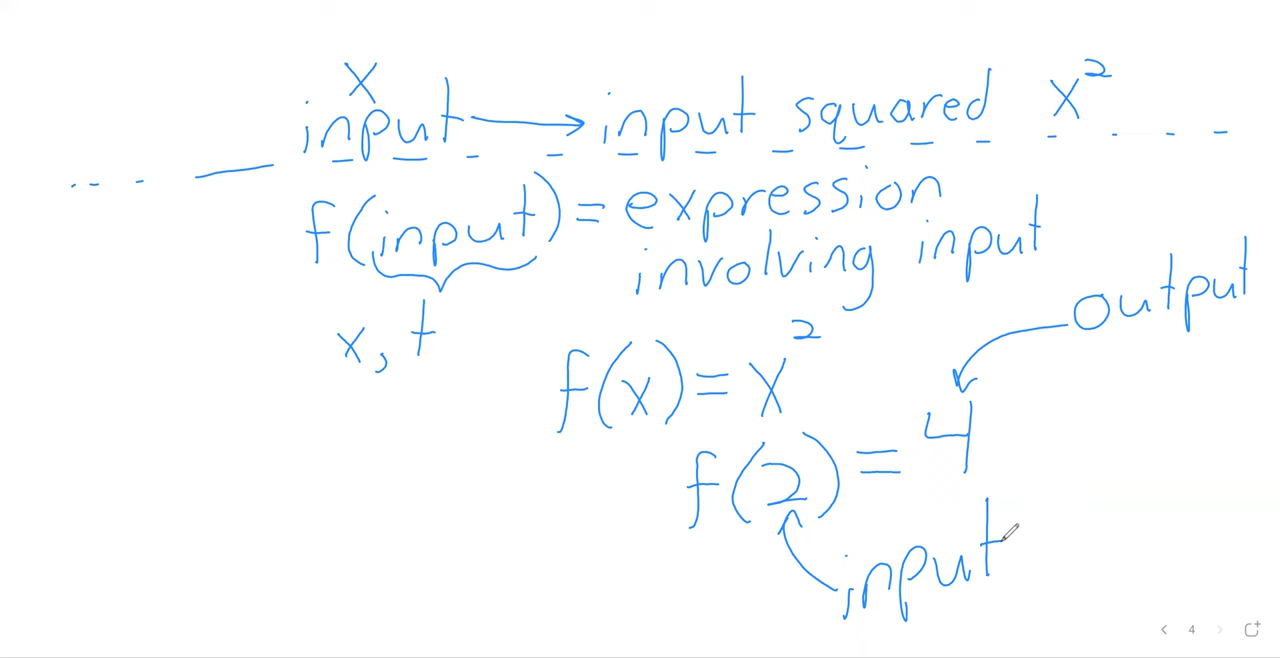 x
input → input squared x²
f(input) = expression
involving input
x, t
output
f(x) = x²
f(2) = 4
input
4